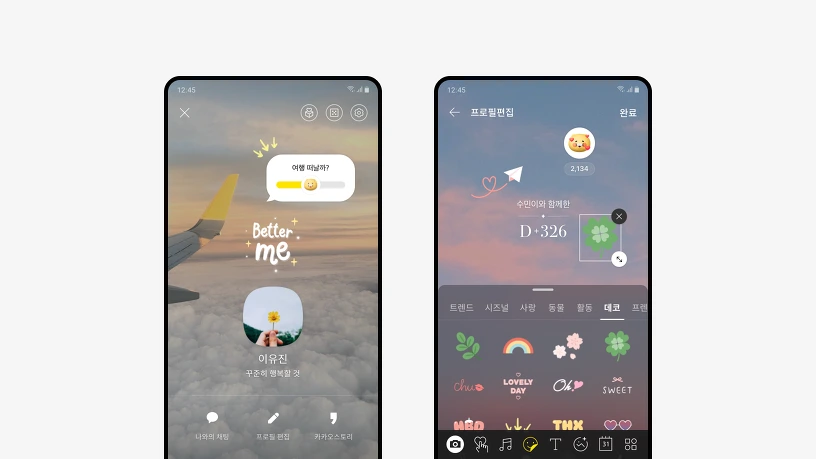 12:45
여행 떠날까?
Better
me
이유진
꾸준히 행복할 것
나와의 채팅
프로필 편집
카카오스토리
12:45
프로필편집
완료
2,134
수민이와 함께한
D+326
트렌드 시즈널 사랑 동물 활동 데코 프렌
Chu
LOVELY
DAY
Oh!
SWEET
HBD
THX
31